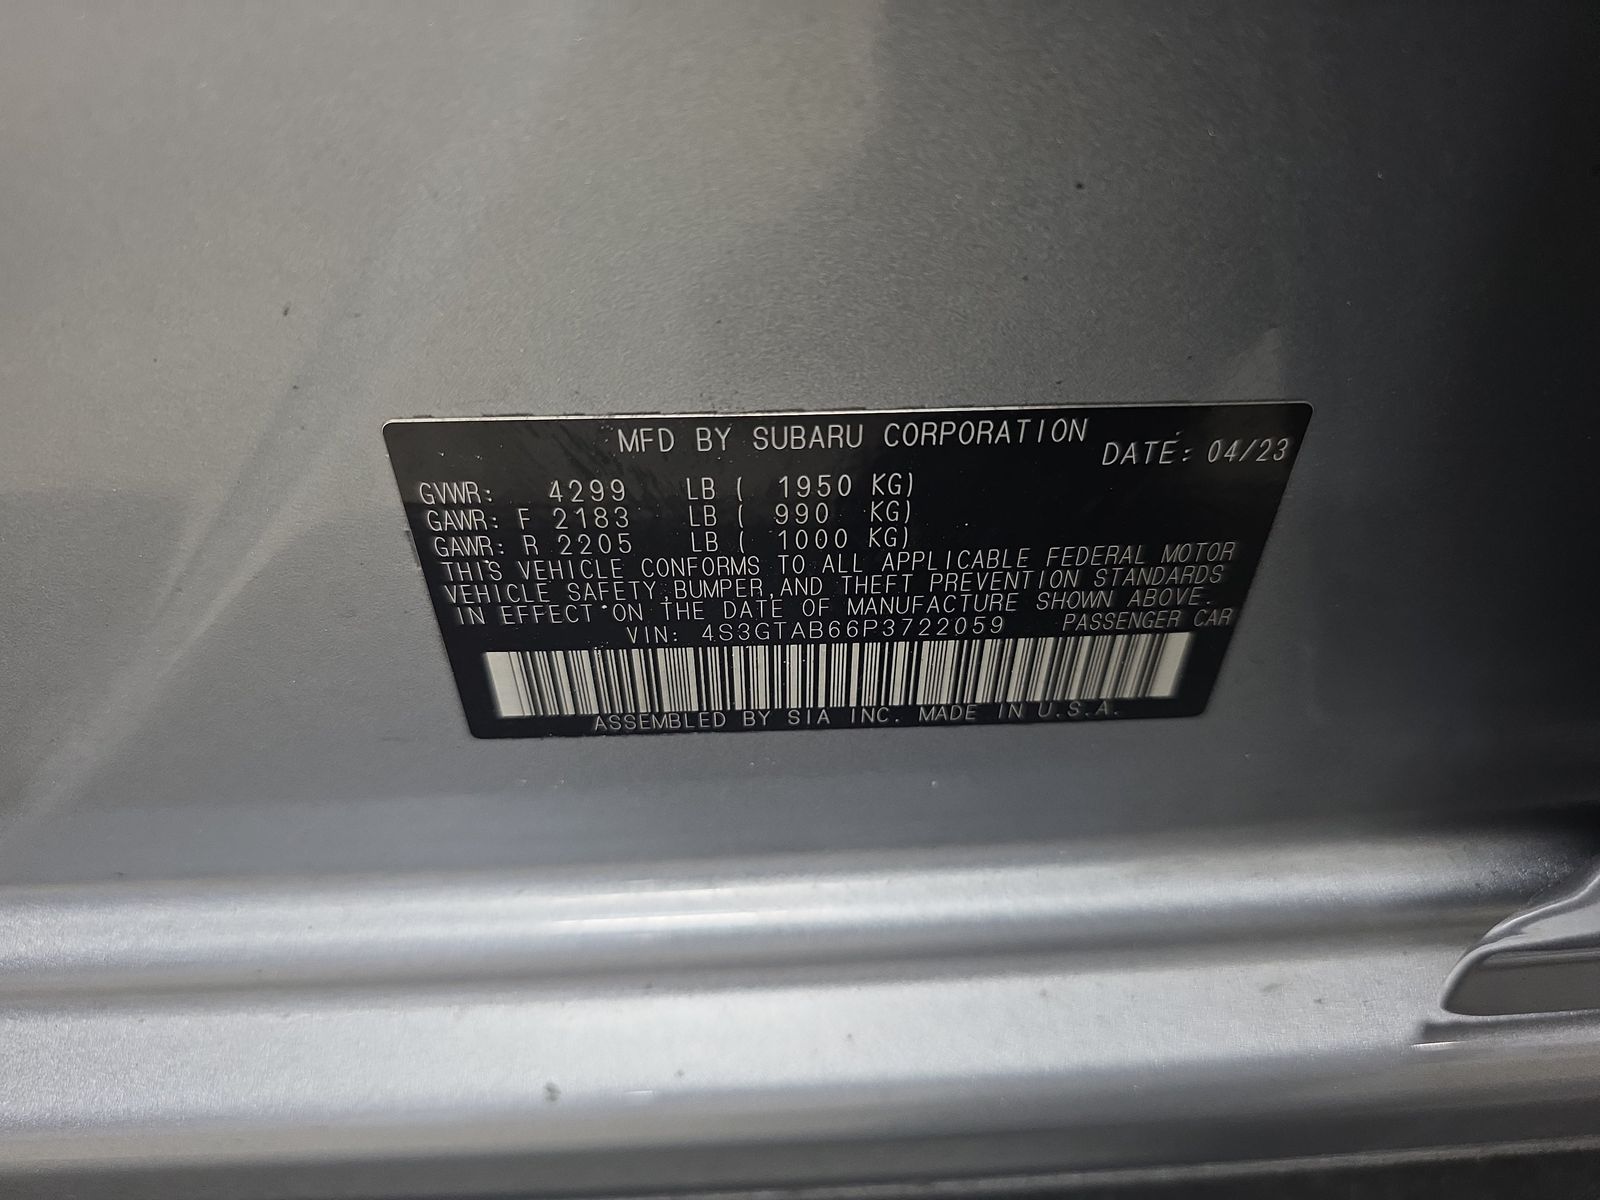 MFD BY SUBARU CORPORATION DATE: 04/23
GVWR: 4299 LB ( 1950 KG)
GAWR: F 2183 LB ( 990 KG)
GAWR: R 2205 LB ( 1000 KG)
THIS VEHICLE CONFORMS TO ALL APPLICABLE FEDERAL MOTOR
VEHICLE SAFETY,BUMPER,AND THEFT PREVENTION STANDARDS
IN EFFECT ON THE DATE OF MANUFACTURE SHOWN ABOVE.
VIN: 4S3GTAB66P3722059 PASSENGER CAR
ASSEMBLED BY SIA INC. MADE IN U.S.A.